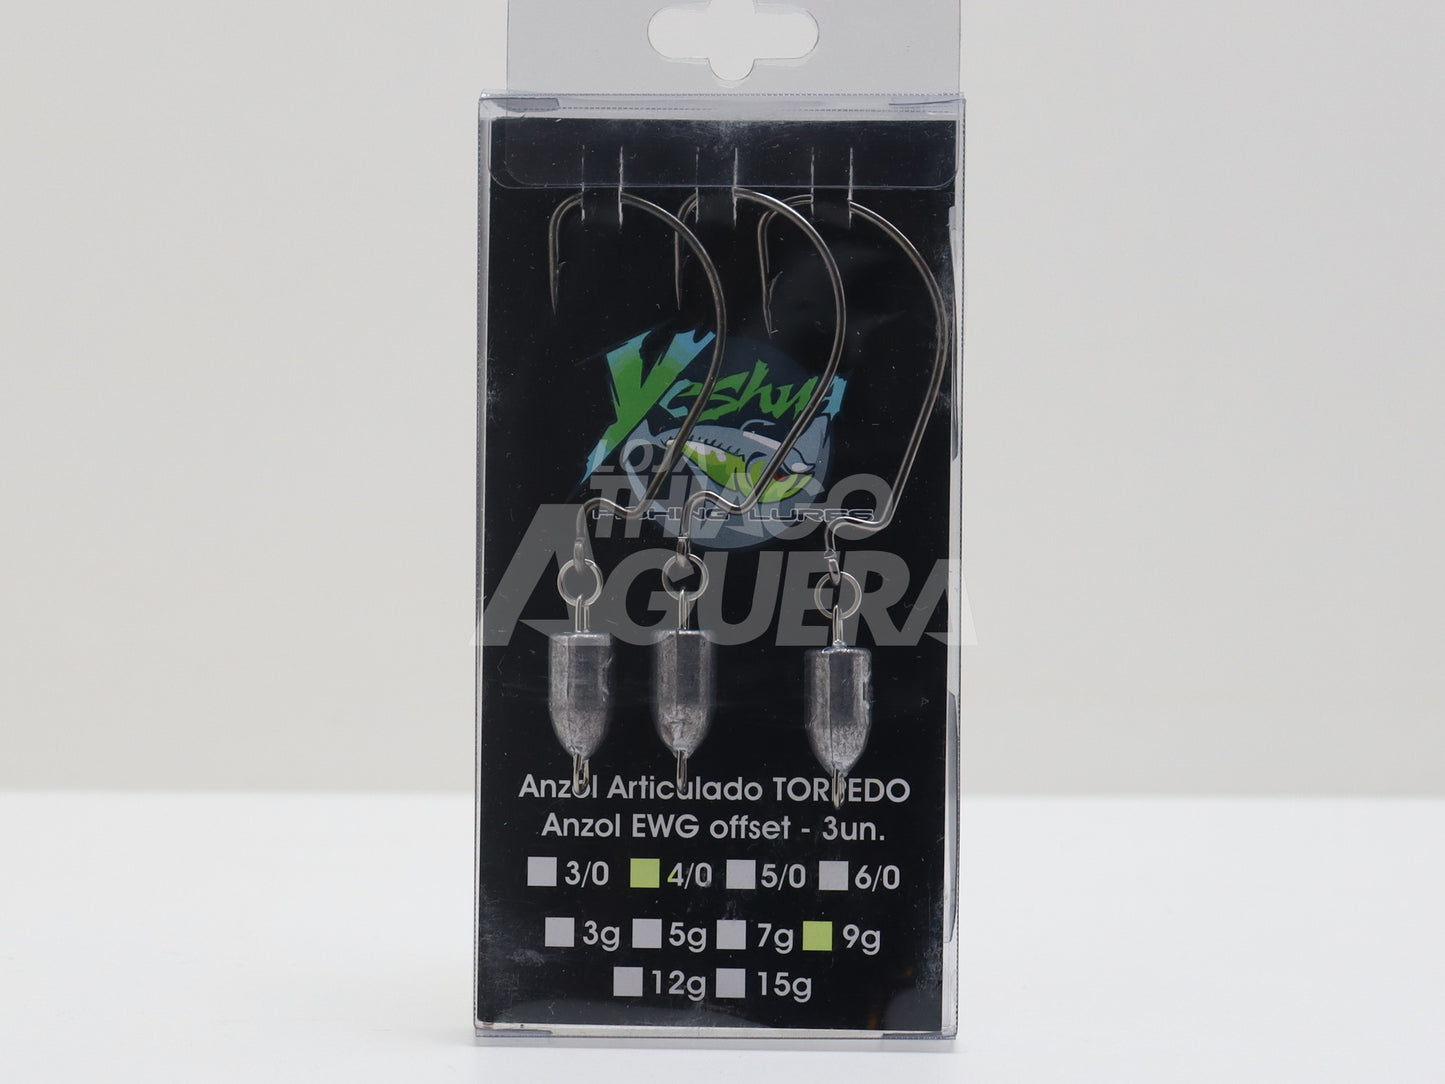 Yeshua
FISHING LURES
LOJA
THIAGO
AGUERA
Anzol Articulado TORPEDO
Anzol EWG offset - 3un.
3/0 4/0 5/0 6/0
3g 5g 7g 9g
12g 15g